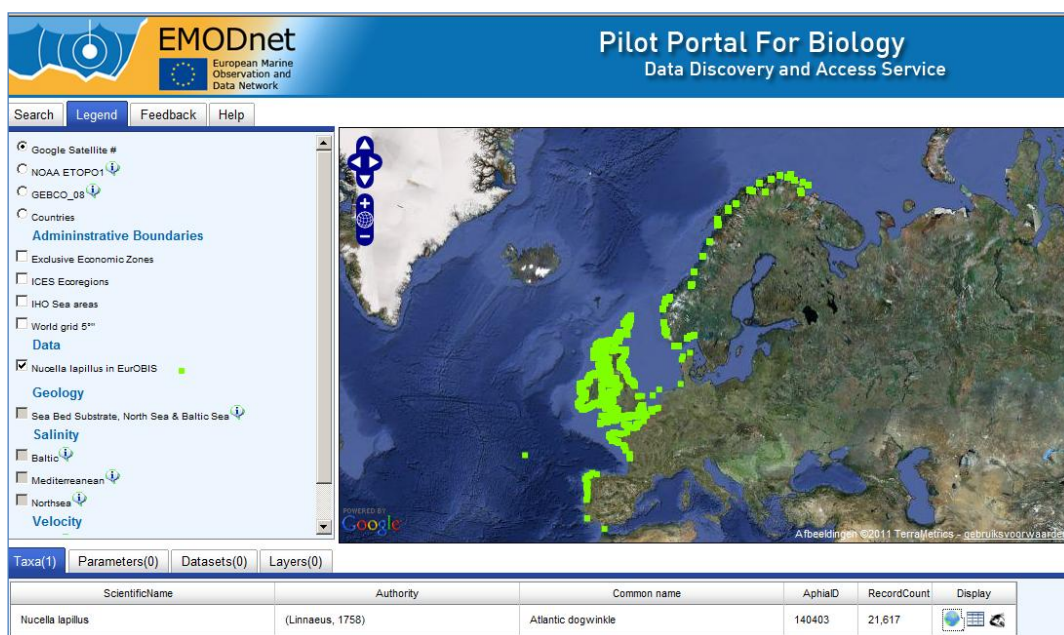 EMODnet
European Marine
Observation and
Data Network
Pilot Portal For Biology
Data Discovery and Access Service
Search Legend Feedback Help
Google Satellite #
NOAA ETOPO1
GEBCO_08
Countries
Admininstrative Boundaries
Exclusive Economic Zones
ICES Ecoregions
IHO Sea areas
World grid 5°
Data
Nucella lapillus in EurOBIS
Geology
Sea Bed Substrate, North Sea & Baltic Sea
Salinity
Baltic
Mediterreanean
Northsea
Velocity
POWERED BY
Google
Afbeeldingen ©2011 TerraMetrics - gebruiksvoorwaarden
Taxa(1) Parameters(0) Datasets(0) Layers(0)
ScientificName Authority Common name AphiaID RecordCount Display
Nucella lapillus (Linnaeus, 1758) Atlantic dogwinkle 140403 21,617